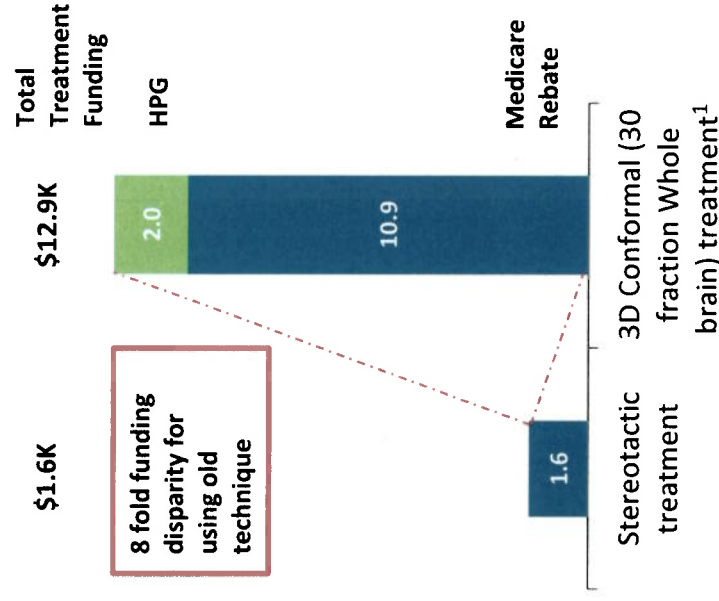 $1.6K
$12.9K
Total
Treatment
Funding
8 fold funding
disparity for
using old
technique
2.0
HPG
10.9
1.6
Medicare
Rebate
Stereotactic
treatment
3D Conformal (30
fraction Whole
brain) treatment¹